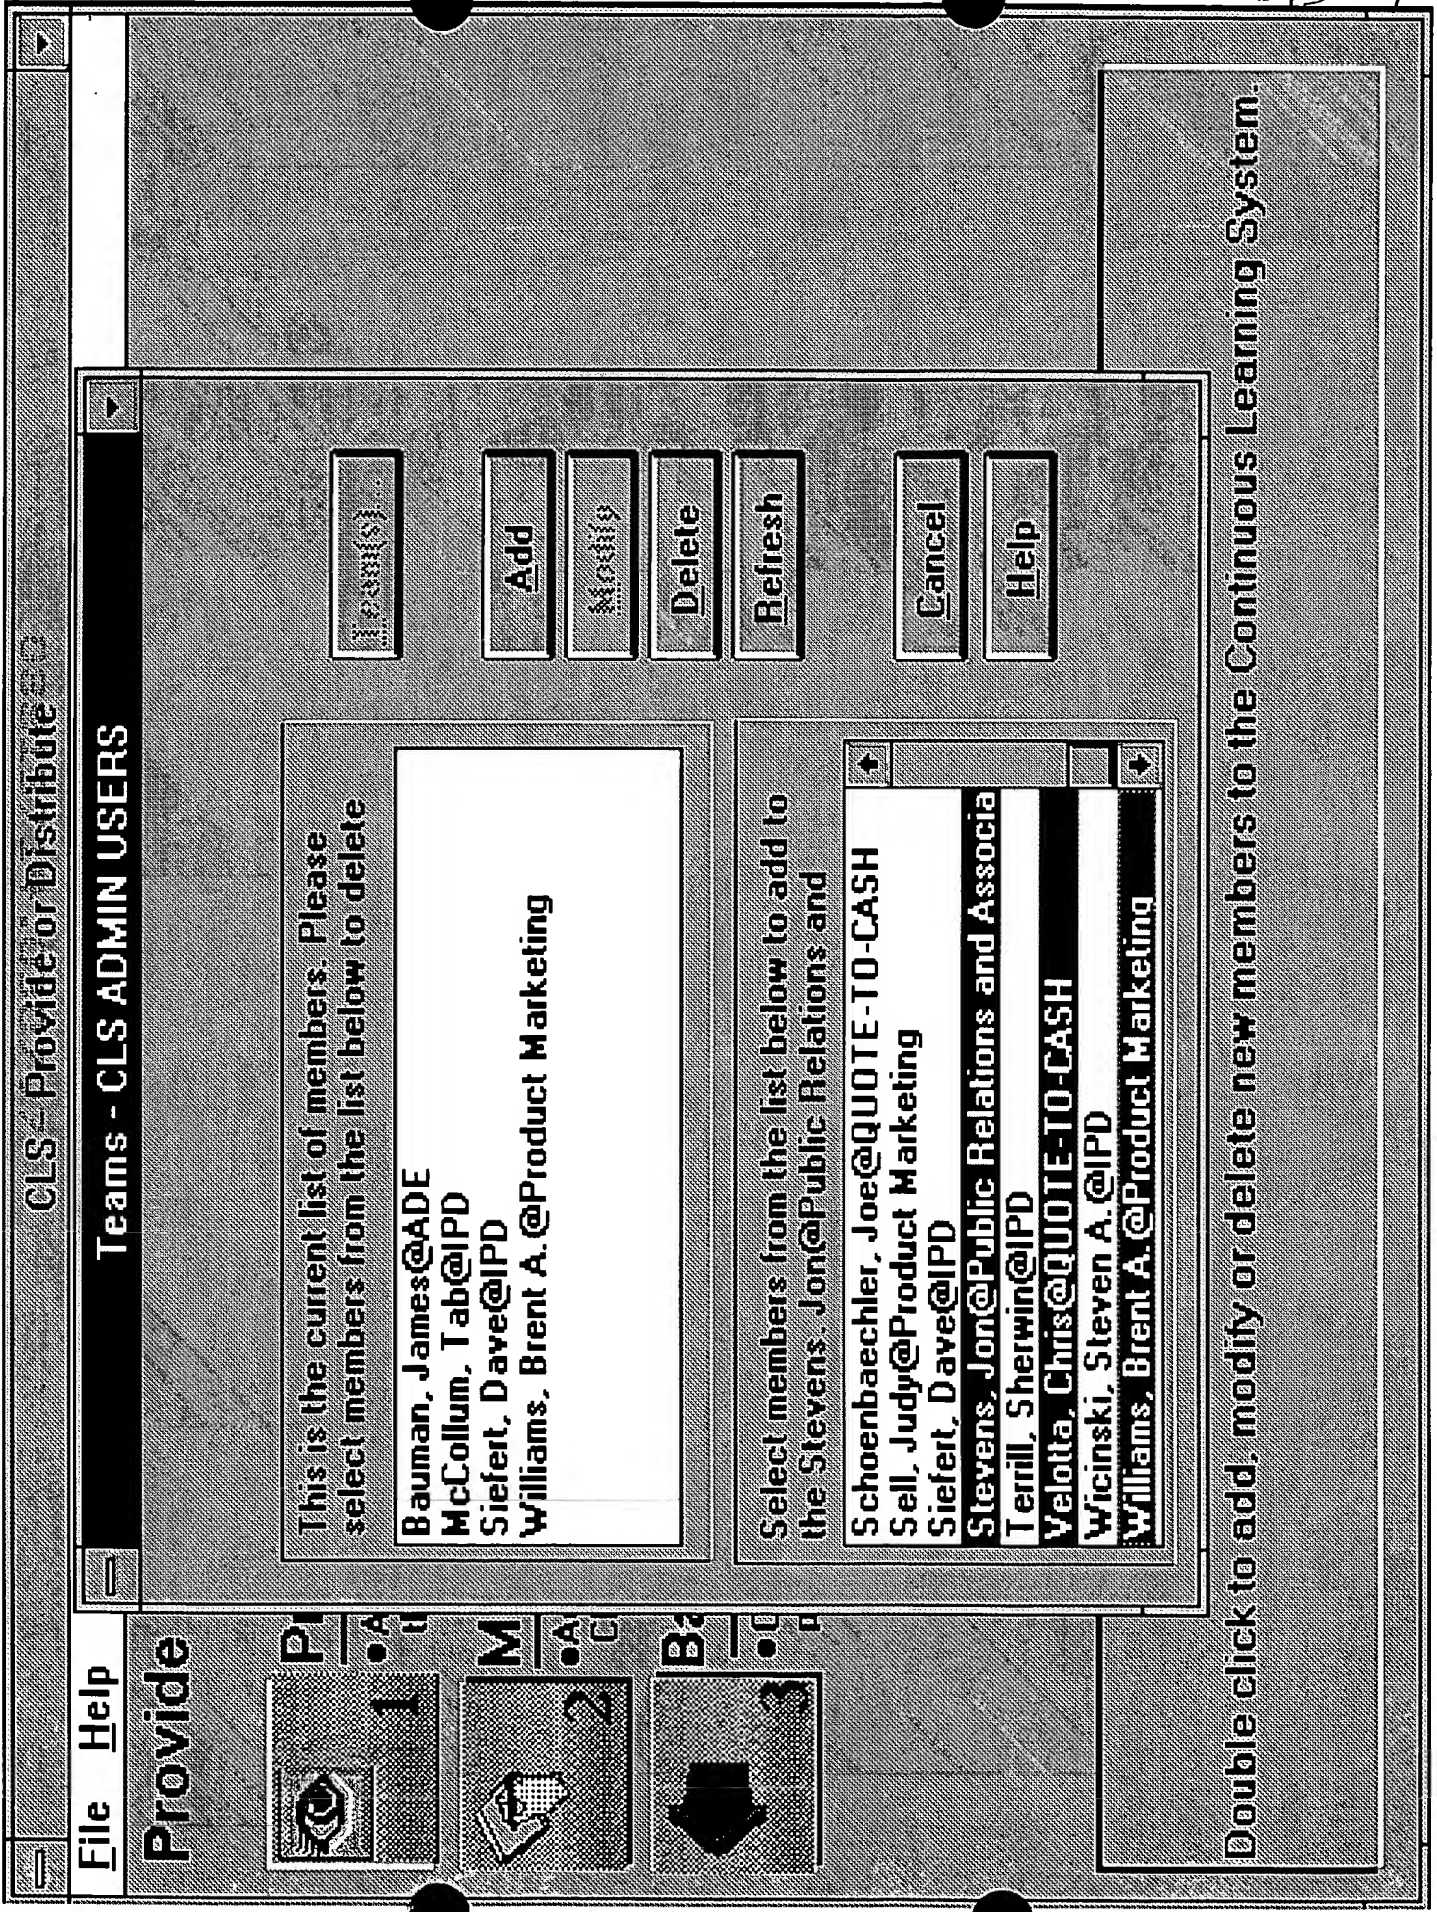 CLS - Provide or Distribute
File Help
Provide
1
2
M
3
Teams - CLS ADMIN USERS
This is the current list of members. Please
select members from the list below to delete
Bauman, James@ADE
McCollum, Tab@IPD
Siefert, Dave@IPD
Williams, Brent A.@Product Marketing
Select members from the list below to add to
the Stevens, Jon@Public Relations and
Schoenbaechler, Joe@QUOTE-TO-CASH
Sell, Judy@Product Marketing
Siefert, Dave@IPD
Stevens, Jon@Public Relations and Associa
Terrill, Sherwin@IPD
Velotta, Chris@QUOTE-TO-CASH
Wicinski, Steven A.@IPD
Williams, Brent A.@Product Marketing
Team(s)...
Add
Modify
Delete
Refresh
Cancel
Help
Double click to add, modify or delete new members to the Continuous Learning System.